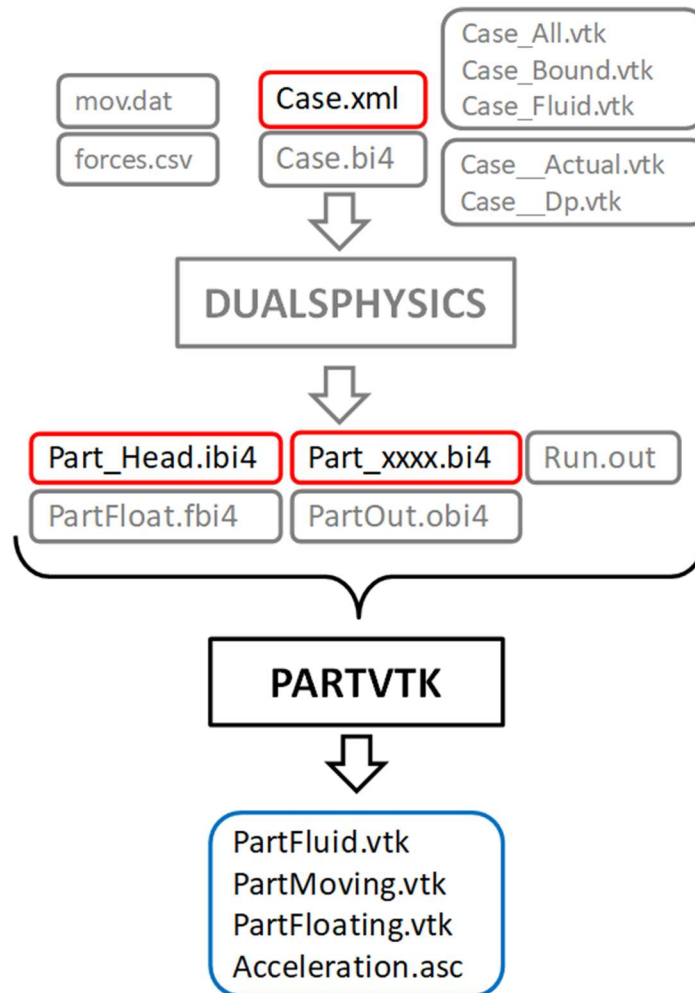 mov.dat
forces.csv
Case.xml
Case.bi4
Case_All.vtk
Case_Bound.vtk
Case_Fluid.vtk
Case__Actual.vtk
Case__Dp.vtk
DUALSPHYSICS
Part_Head.ibi4
Part_xxxx.bi4
Run.out
PartFloat.fbi4
PartOut.obi4
PARTVTK
PartFluid.vtk
PartMoving.vtk
PartFloating.vtk
Acceleration.asc